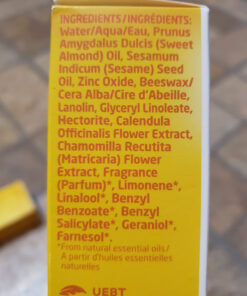 INGREDIENTS/INGRÉDIENTS:
Water/Aqua/Eau, Prunus
Amygdalus Dulcis (Sweet
Almond) Oil, Sesamum
Indicum (Sesame) Seed
Oil, Zinc Oxide, Beeswax/
Cera Alba/Cire d'Abeille,
Lanolin, Glyceryl Linoleate,
Hectorite, Calendula
Officinalis Flower Extract,
Chamomilla Recutita
(Matricaria) Flower
Extract, Fragrance
(Parfum)*, Limonene*,
Linalool*, Benzyl
Benzoate*, Benzyl
Salicylate*, Geraniol*,
Farnesol*.
*From natural essential oils/
A partir d'huiles essentielles
naturelles
UEBT